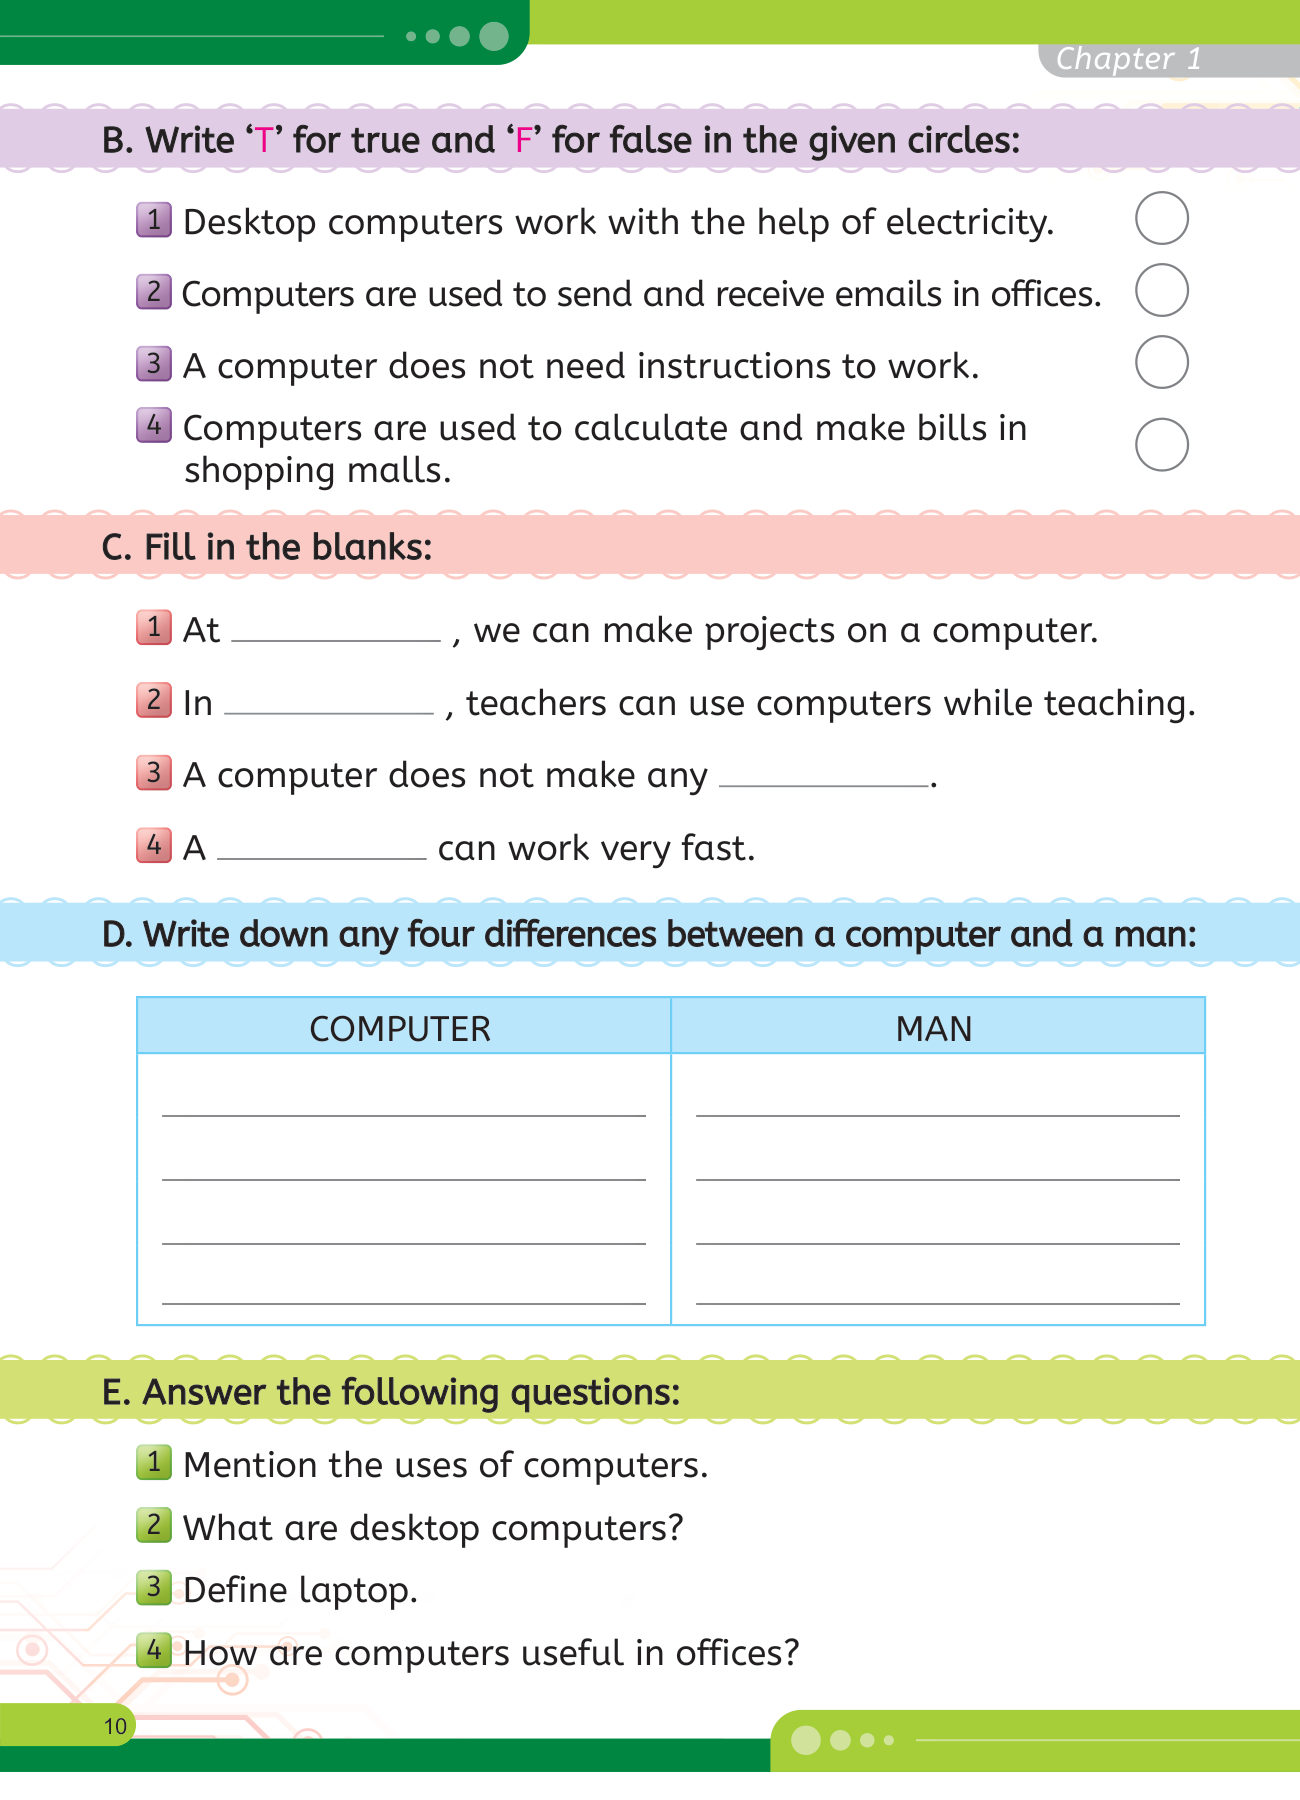 Chapter 1
B. Write ‘T’ for true and ‘F’ for false in the given circles:
1 Desktop computers work with the help of electricity.
2 Computers are used to send and receive emails in offices.
3 A computer does not need instructions to work.
4 Computers are used to calculate and make bills in
shopping malls.
C. Fill in the blanks:
1 At ____________ , we can make projects on a computer.
2 In ____________ , teachers can use computers while teaching.
3 A computer does not make any ____________.
4 A ____________ can work very fast.
D. Write down any four differences between a computer and a man:
COMPUTER MAN
E. Answer the following questions:
1 Mention the uses of computers.
2 What are desktop computers?
3 Define laptop.
4 How are computers useful in offices?
10